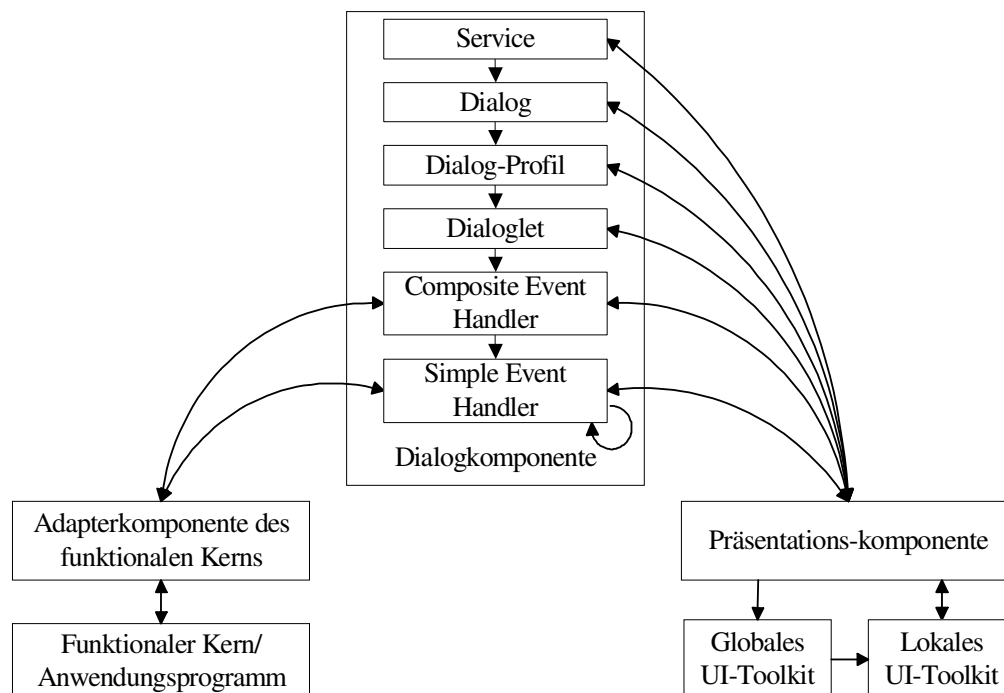 Service
Dialog
Dialog-Profil
Dialoglet
Composite Event
Handler
Simple Event
Handler
Dialogkomponente
Adapterkomponente des
funktionalen Kerns
Präsentations-komponente
Funktionaler Kern/
Anwendungsprogramm
Globales
UI-Toolkit
Lokales
UI-Toolkit